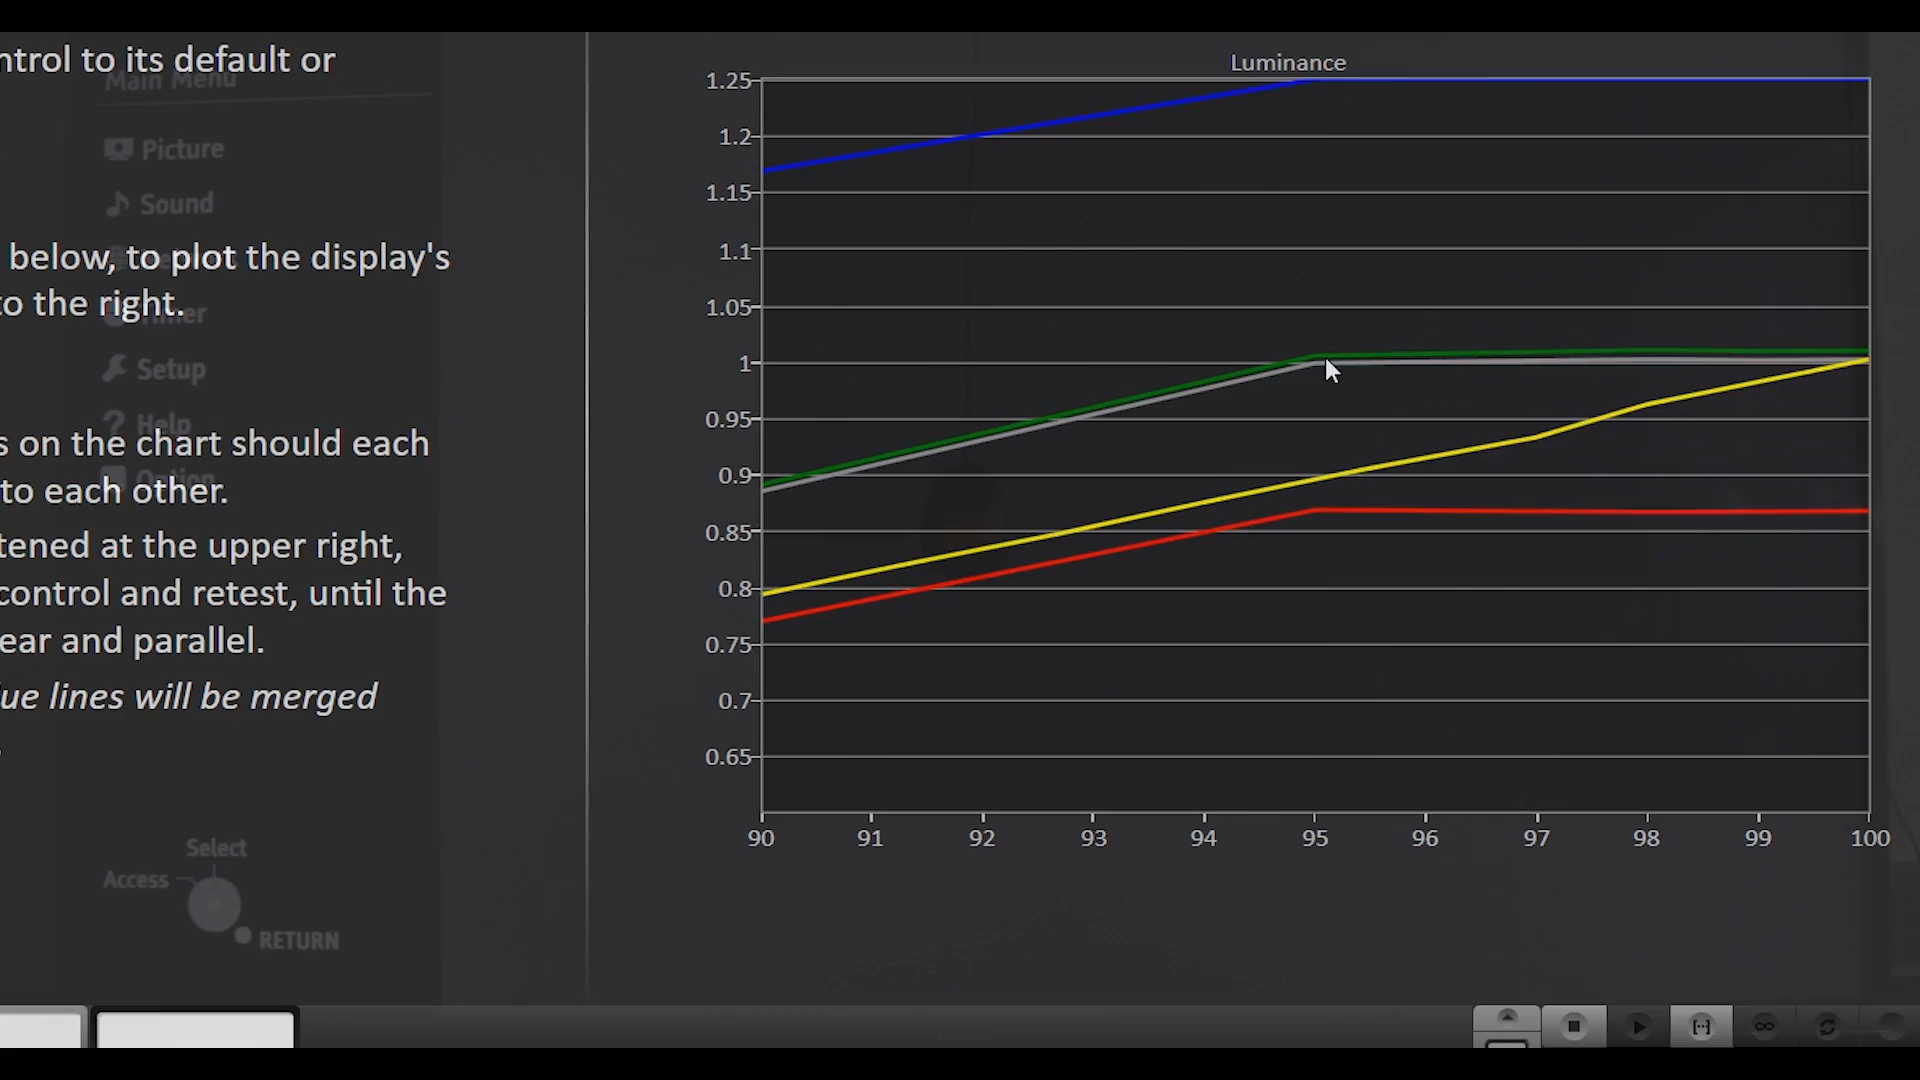 ntrol to its default or
Main Menu
Picture
Sound
below, to plot the display's
to the right.
Timer
Setup
Help
s on the chart should each
Option
to each other.
tened at the upper right,
control and retest, until the
ear and parallel.
ue lines will be merged
Select
Access
RETURN
Luminance
1.25
1.2
1.15
1.1
1.05
1
0.95
0.9
0.85
0.8
0.75
0.7
0.65
90 91 92 93 94 95 96 97 98 99 100